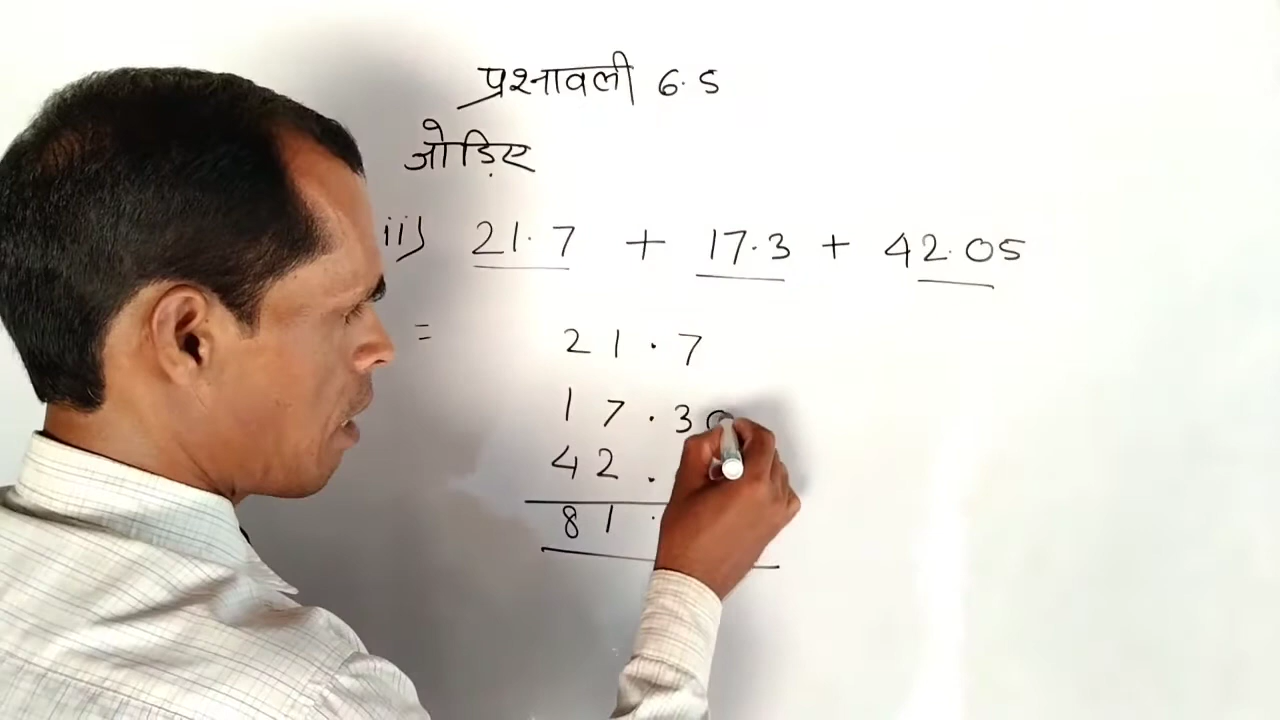 प्रश्नावली 6.5
जोड़िए
ii) 21.7 + 17.3 + 42.05
= 21.7
17.30
42.
81.